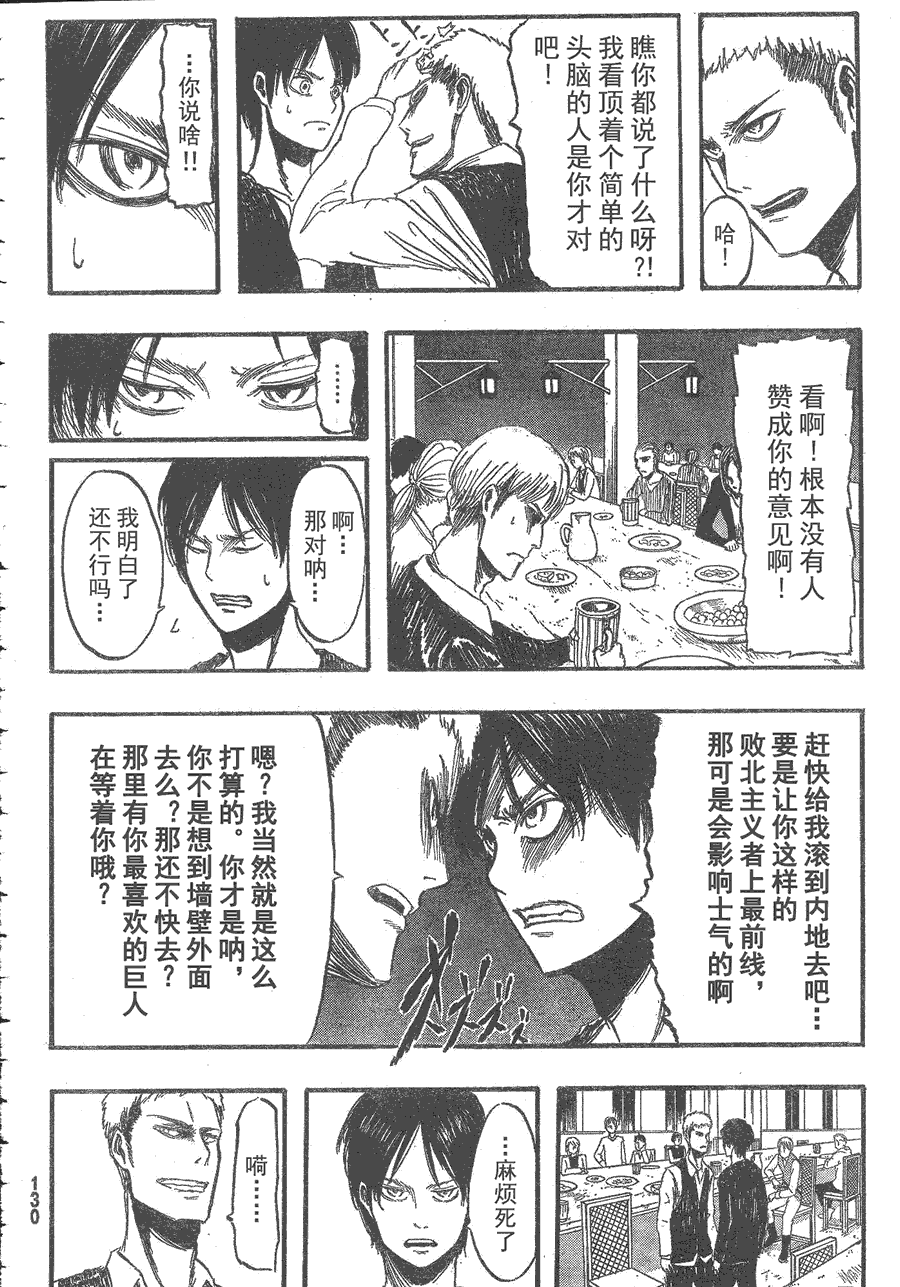 哈！
瞧你都说了什么呀?!
我看顶着个简单的
头脑的人是你才对
吧！
…你说啥!!
看啊！根本没有人
赞成你的意见啊！
……
啊…
那对呐…
我明白了
还不行吗…
赶快给我滚到内地去吧…
要是让你这样的
败北主义者上最前线，
那可是会影响士气的啊
嗯？我当然就是这么
打算的。你才是呐，
你不是想到墙壁外面
去么？那还不快去？
那里有你最喜欢的巨人
在等着你哦？
…麻烦死了
嗬……
130